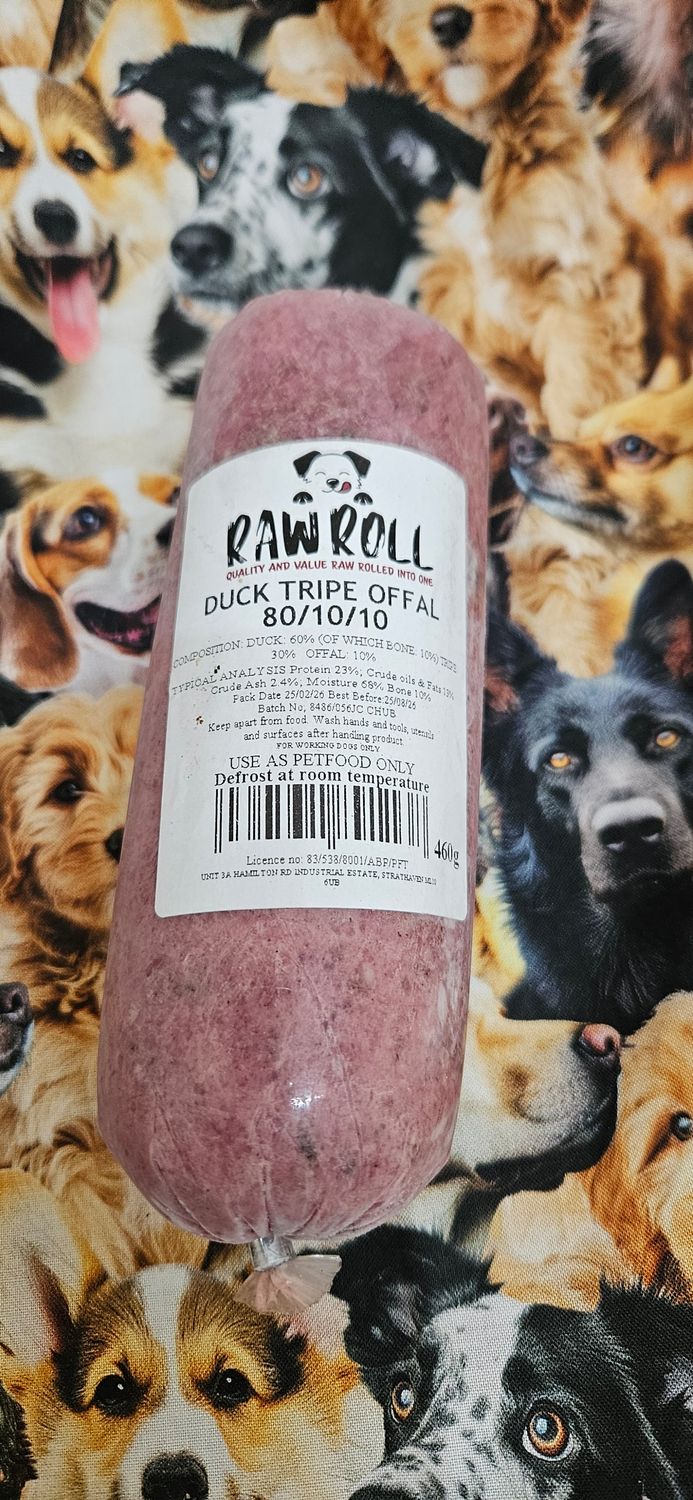 RAW ROLL
QUALITY AND VALUE RAW ROLLED INTO ONE
DUCK TRIPE OFFAL
80/10/10
COMPOSITION: DUCK: 60% (OF WHICH BONE: 10%) TRIPE
30% OFFAL: 10%
TYPICAL ANALYSIS Protein 23%; Crude oils & Fats
Crude Ash 2.4%; Moisture 68% Bone 10%
Pack Date 25/02/26 Best Before:25/08/26
Batch No, 8486/056JC CHUB
Keep apart from food. Wash hands and tools, utensils
and surfaces after handling product
FOR WORKING DOGS ONLY
USE AS PETFOOD ONLY
Defrost at room temperature
460g
Licence no: 83/538/8001/ABP/PFT
UNIT 3A HAMILTON RD INDUSTRIAL ESTATE, STRATHAVEN ML10
6UB